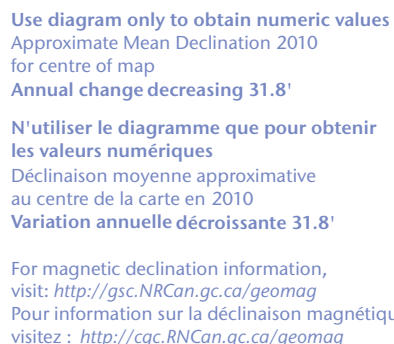 Use diagram only to obtain numeric values
Approximate Mean Declination 2010
for centre of map
Annual change decreasing 31.8'
N'utiliser le diagramme que pour obtenir
les valeurs numériques
Déclinaison moyenne approximative
au centre de la carte en 2010
Variation annuelle décroissante 31.8'
For magnetic declination information,
visit: http://gsc.NRCan.gc.ca/geomag
Pour information sur la déclinaison magnétiqu
visitez : http://cgc.RNCan.gc.ca/geomag